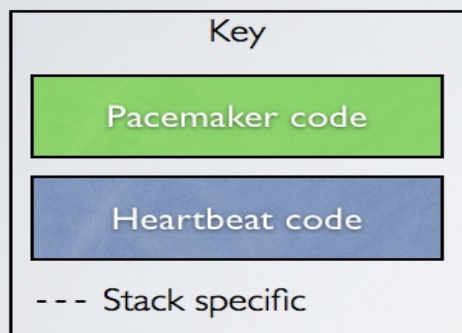 Key
Pacemaker code
Heartbeat code
--- Stack specific